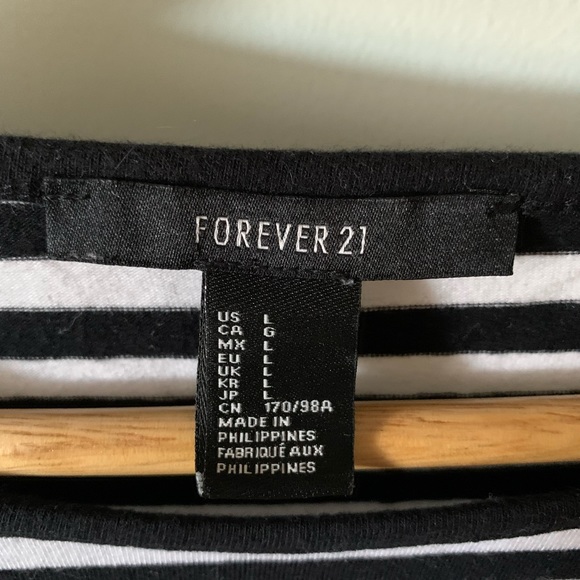 FOREVER 21
US L
CA G
MX L
EU L
UK L
KR L
JP L
CN 170/98A
MADE IN
PHILIPPINES
FABRIQUÉ AUX
PHILIPPINES